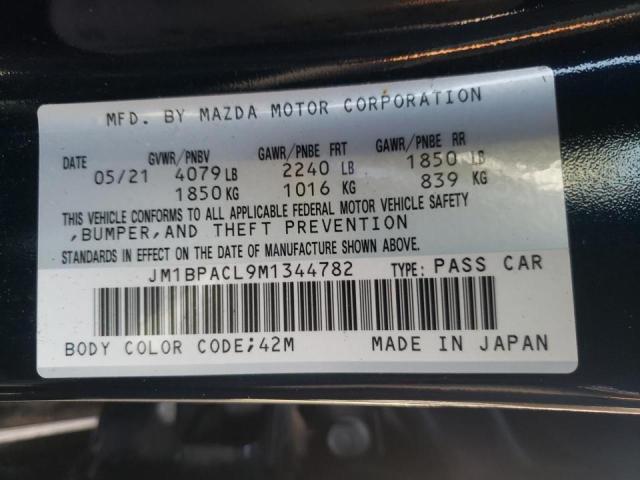 MFD. BY MAZDA MOTOR CORPORATION
DATE GVWR/PNBV GAWR/PNBE FRT GAWR/PNBE RR
05/21 4079 LB 2240 LB 1850 LB
1850 KG 1016 KG 839 KG
THIS VEHICLE CONFORMS TO ALL APPLICABLE FEDERAL MOTOR VEHICLE SAFETY
,BUMPER,AND THEFT PREVENTION
STANDARDS IN EFFECT ON THE DATE OF MANUFACTURE SHOWN ABOVE.
JM1BPACL9M1344782 TYPE: PASS CAR
BODY COLOR CODE;42M MADE IN JAPAN